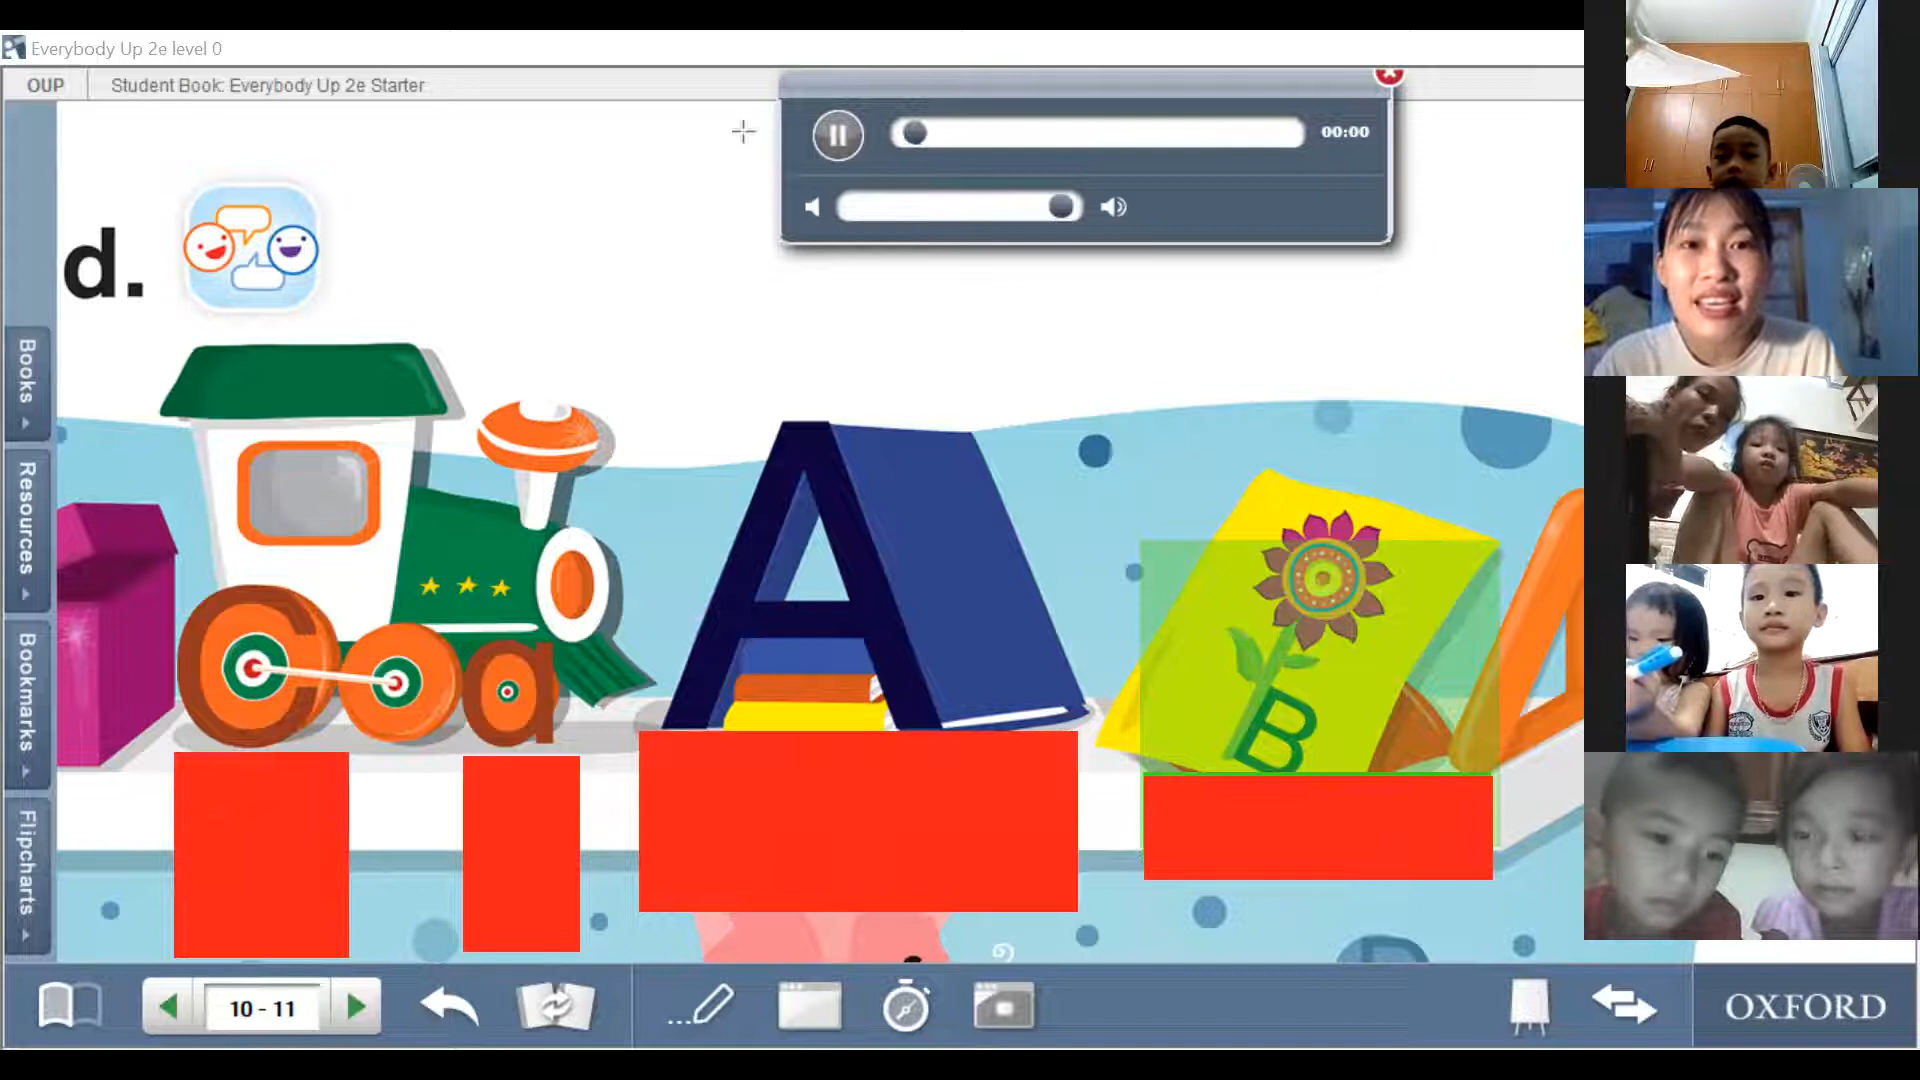 Everybody Up 2e level 0
OUP
Student Book: Everybody Up 2e Starter
00:00
d.
Books
Resources
Bookmarks
Flipcharts
C a
A
B
10 - 11
OXFORD